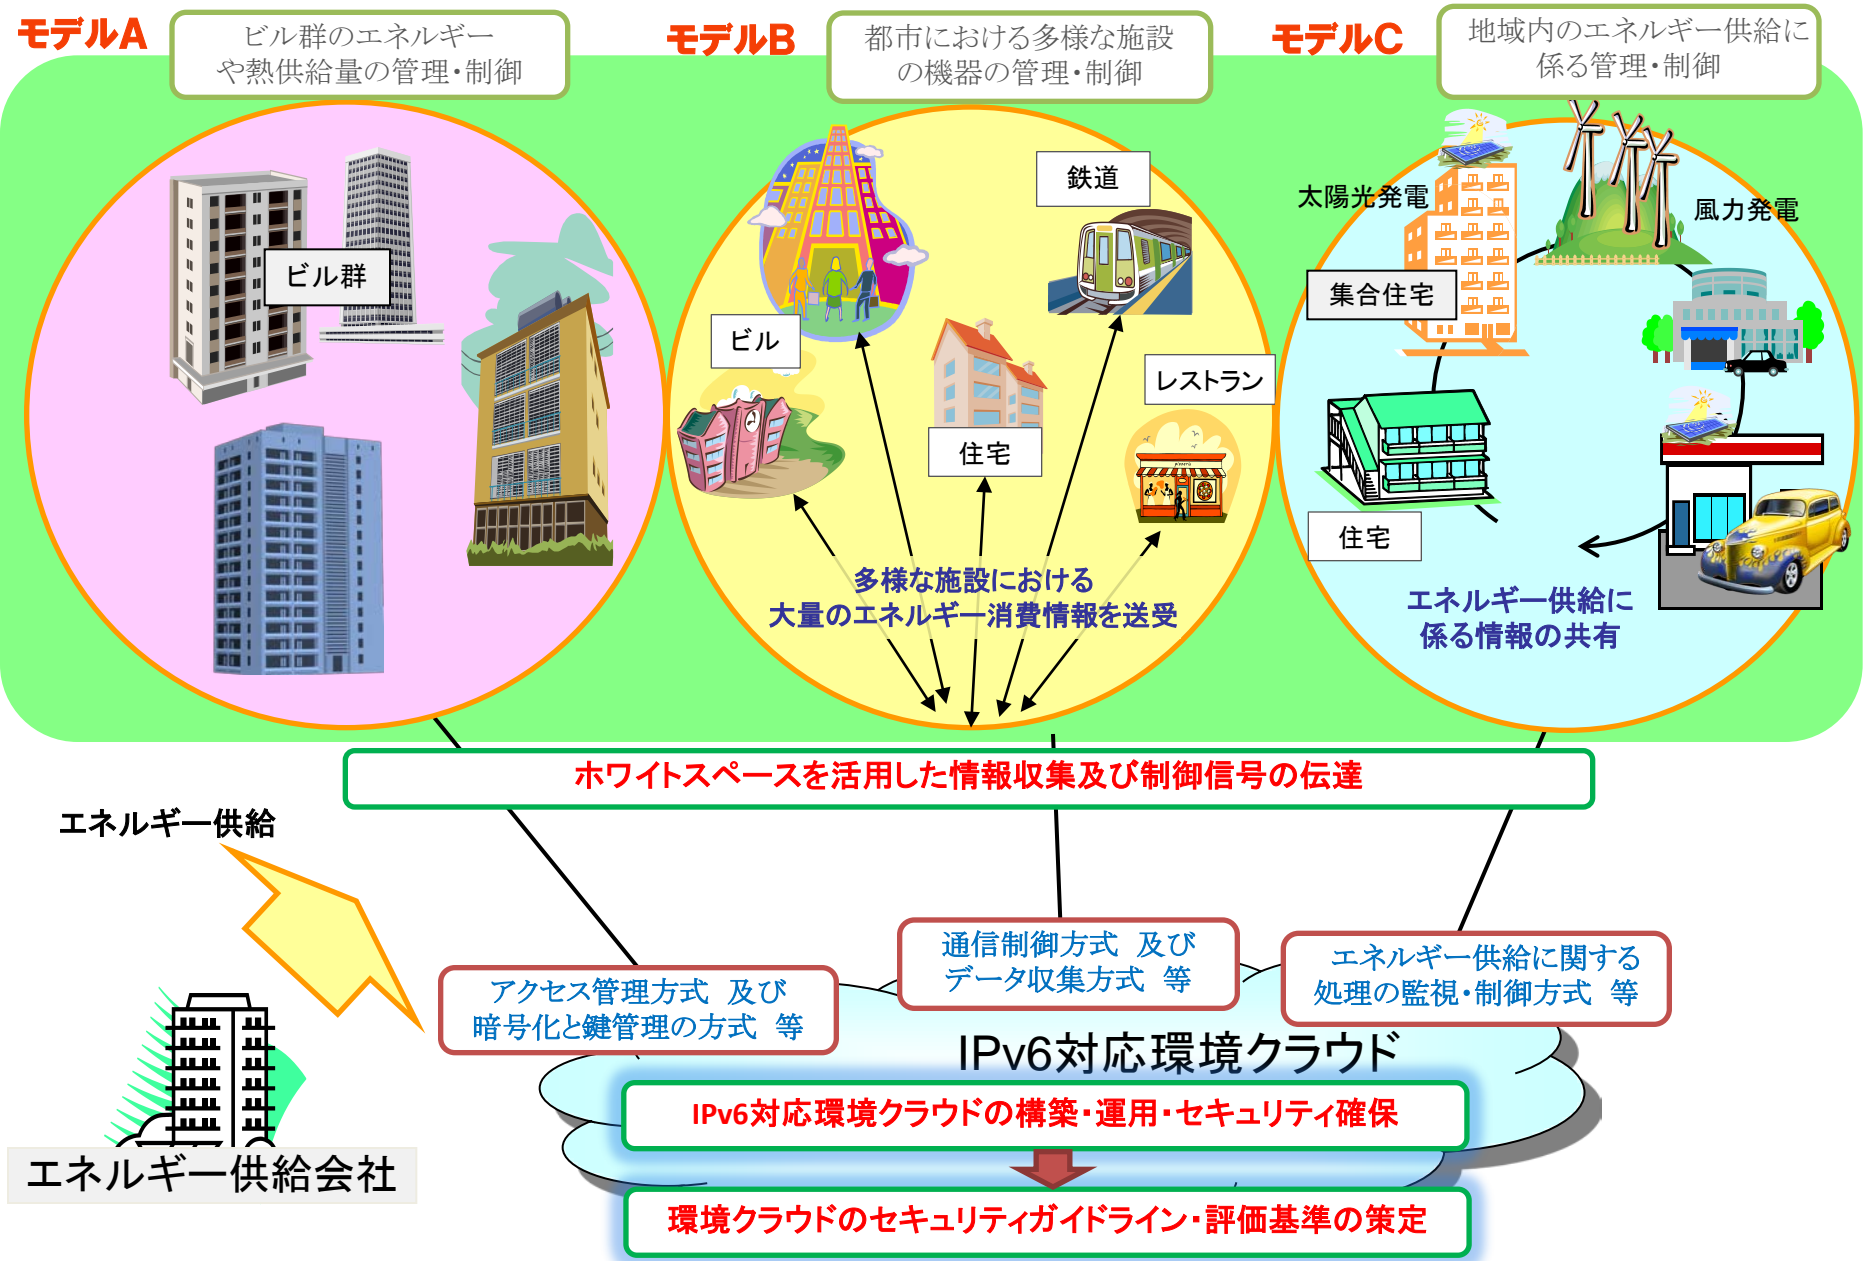 モデルA
ビル群のエネルギー
や熱供給量の管理・制御
モデルB
都市における多様な施設
の機器の管理・制御
モデルC
地域内のエネルギー供給に
係る管理・制御
ビル群
鉄道
ビル
住宅
レストラン
多様な施設における
大量のエネルギー消費情報を送受
太陽光発電
風力発電
集合住宅
住宅
エネルギー供給に
係る情報の共有
ホワイトスペースを活用した情報収集及び制御信号の伝達
エネルギー供給
アクセス管理方式 及び
暗号化と鍵管理の方式 等
通信制御方式 及び
データ収集方式 等
エネルギー供給に関する
処理の監視・制御方式 等
IPv6対応環境クラウド
IPv6対応環境クラウドの構築・運用・セキュリティ確保
環境クラウドのセキュリティガイドライン・評価基準の策定
エネルギー供給会社